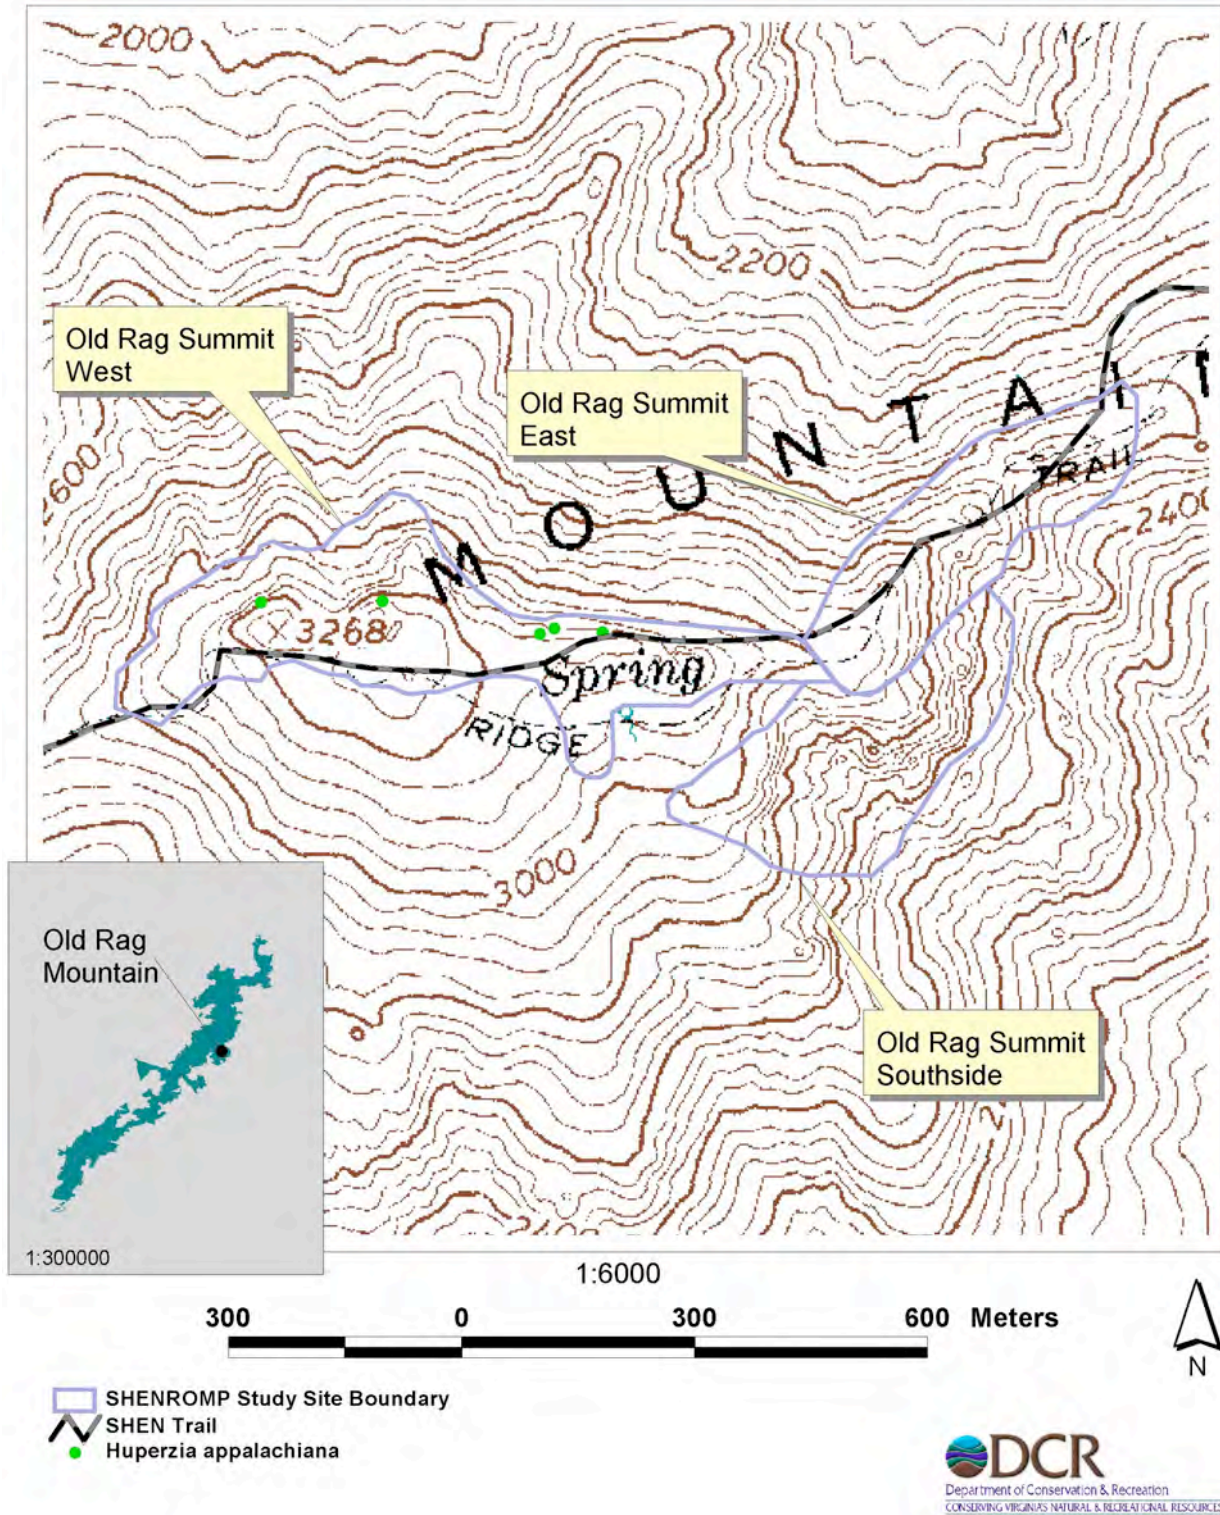 2000
2200
Old Rag Summit
West
Old Rag Summit
East
MOUNTAI
TRAIL
2600
2400
3268
Spring
RIDGE
3000
Old Rag
Mountain
Old Rag Summit
Southside
1:300000
1:6000
300 0 300 600 Meters
N
SHENROMP Study Site Boundary
SHEN Trail
Huperzia appalachiana
DCR
Department of Conservation & Recreation
CONSERVING VIRGINIA'S NATURAL & RECREATIONAL RESOURCES